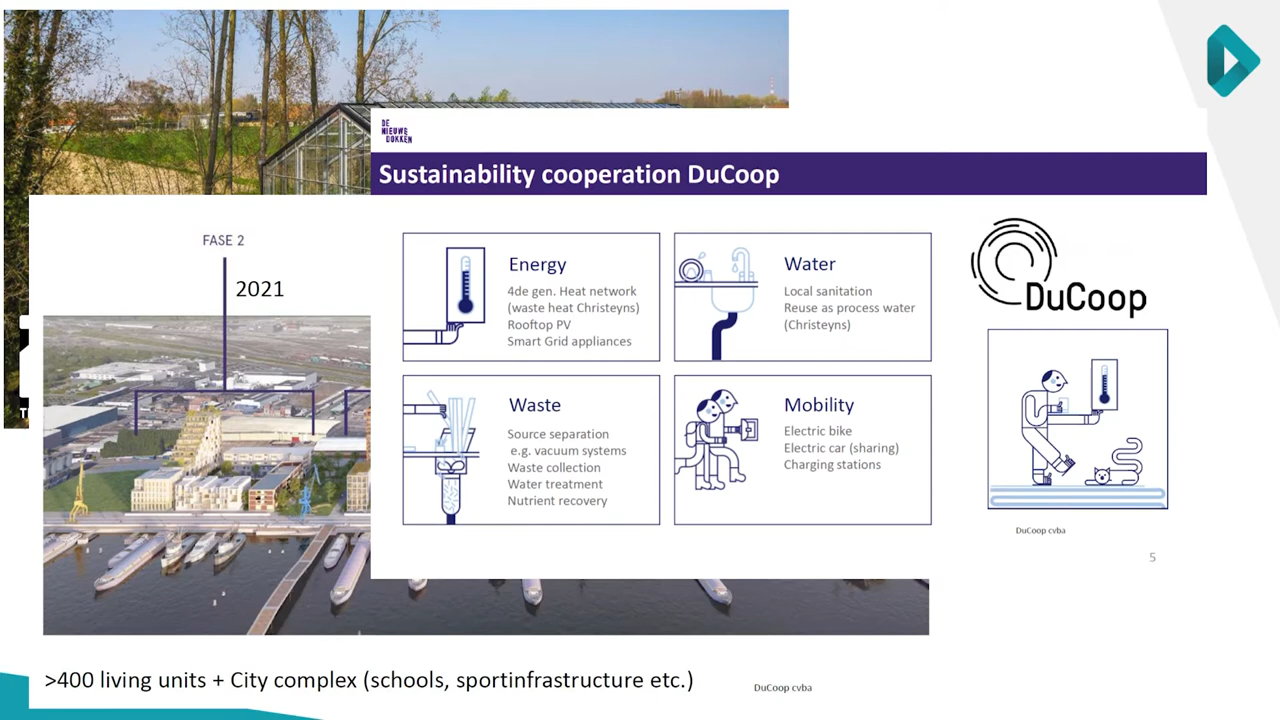 DE
NIEUWE
DOKKEN
Sustainability cooperation DuCoop
FASE 2
2021
Energy
4de gen. Heat network
(waste heat Christeyns)
Rooftop PV
Smart Grid appliances
Water
Local sanitation
Reuse as process water
(Christeyns)
DuCoop
Waste
Source separation
e.g. vacuum systems
Waste collection
Water treatment
Nutrient recovery
Mobility
Electric bike
Electric car (sharing)
Charging stations
DuCoop cvba
5
>400 living units + City complex (schools, sportinfrastructure etc.)
DuCoop cvba